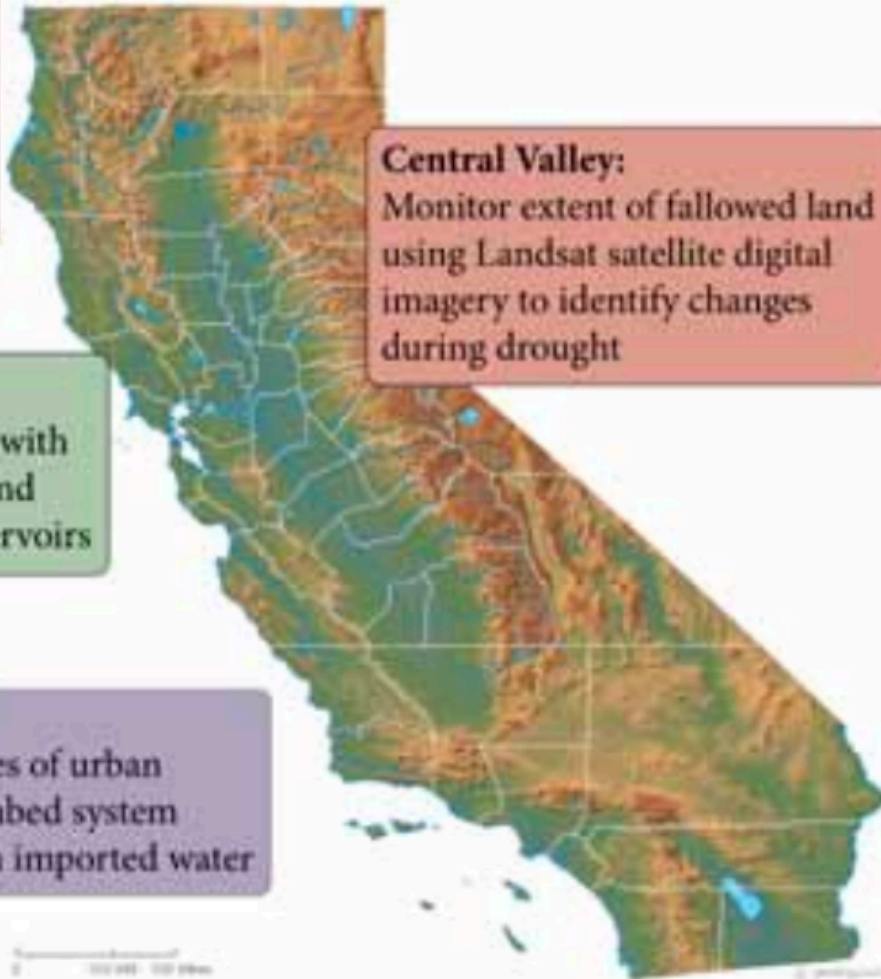 Central Valley:
Monitor extent of fallowed land
using Landsat satellite digital
imagery to identify changes
during drought
with
nd
rvoirs
es of urban
bed system
imported water
0